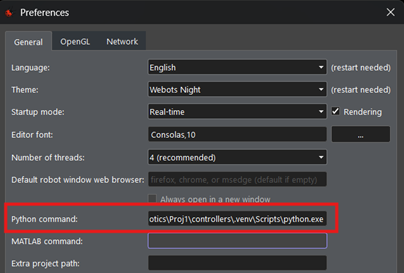 Preferences
General OpenGL Network
Language: English (restart needed)
Theme: Webots Night (restart needed)
Startup mode: Real-time Rendering
Editor font: Consolas,10 ...
Number of threads: 4 (recommended)
Default robot window web browser: firefox, chrome, or msedge (default if empty)
Always open in a new window
Python command: otics\Proj1\controllers\.venv\Scripts\python.exe
MATLAB command:
Extra project path: